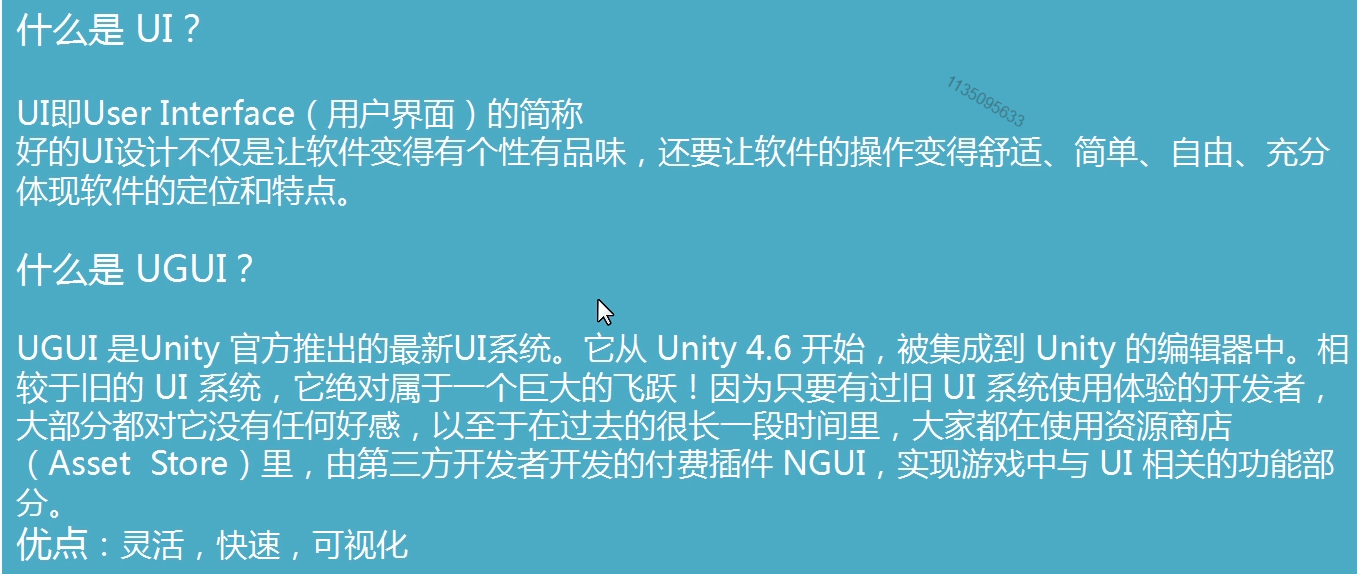 什么是 UI？
1135095633
UI即User Interface（用户界面）的简称
好的UI设计不仅是让软件变得有个性有品味，还要让软件的操作变得舒适、简单、自由、充分
体现软件的定位和特点。
什么是 UGUI？
UGUI 是Unity 官方推出的最新UI系统。它从 Unity 4.6 开始，被集成到 Unity 的编辑器中。相
较于旧的 UI 系统，它绝对属于一个巨大的飞跃！因为只要有过旧 UI 系统使用体验的开发者，
大部分都对它没有任何好感，以至于在过去的很长一段时间里，大家都在使用资源商店
（Asset Store）里，由第三方开发者开发的付费插件 NGUI，实现游戏中与 UI 相关的功能部
分。
优点：灵活，快速，可视化